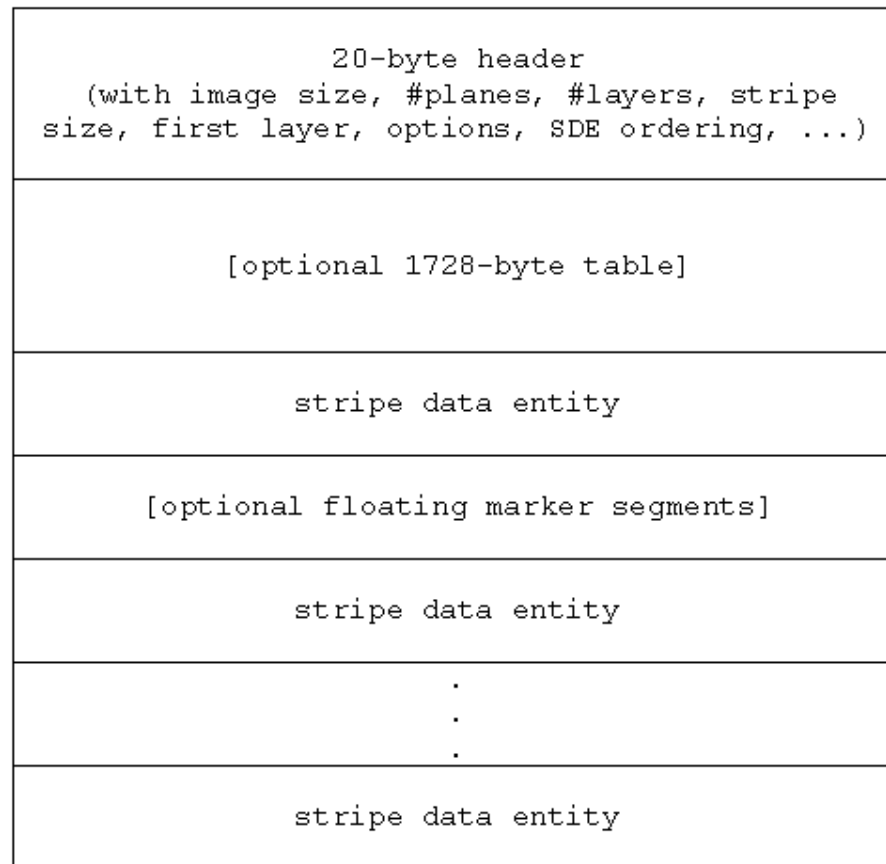 20-byte header
(with image size, #planes, #layers, stripe
size, first layer, options, SDE ordering, ...)
[optional 1728-byte table]
stripe data entity
[optional floating marker segments]
stripe data entity
.
.
.
stripe data entity